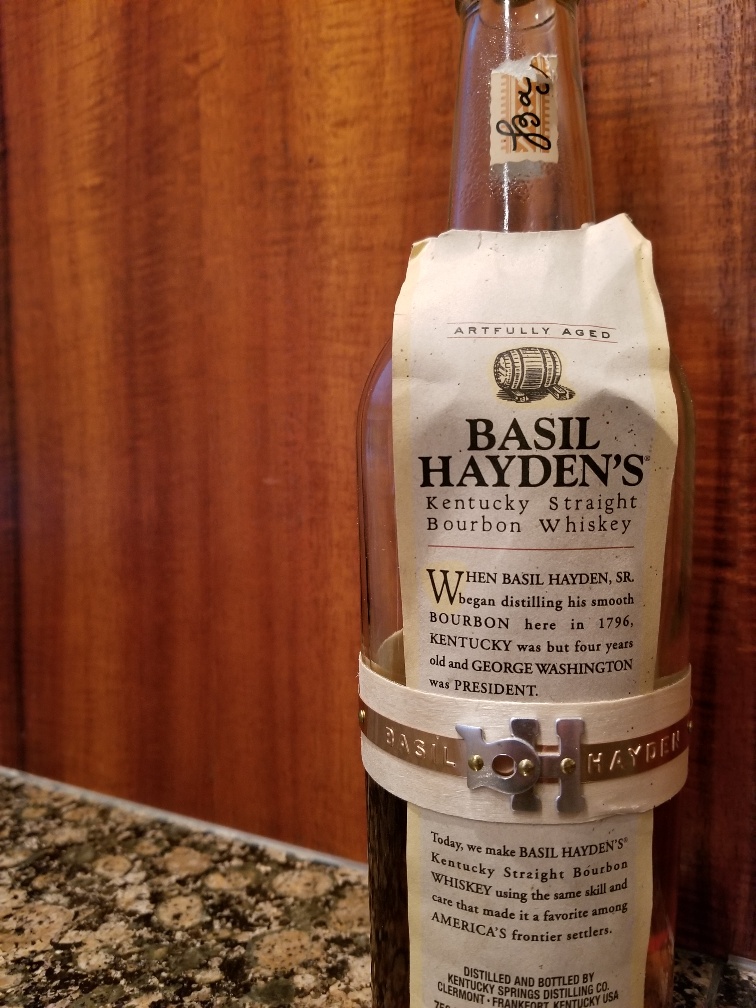 ARTFULLY AGED
BASIL
HAYDEN'S®
Kentucky Straight
Bourbon Whiskey
WHEN BASIL HAYDEN, SR.
began distilling his smooth
BOURBON here in 1796,
KENTUCKY was but four years
old and GEORGE WASHINGTON
was PRESIDENT.
BASIL BH HAYDEN
Today, we make BASIL HAYDEN'S®
Kentucky Straight Bourbon
WHISKEY using the same skill and
care that made it a favorite among
AMERICA'S frontier settlers.
DISTILLED AND BOTTLED BY
KENTUCKY SPRINGS DISTILLING CO.
CLERMONT • FRANKFORT, KENTUCKY USA